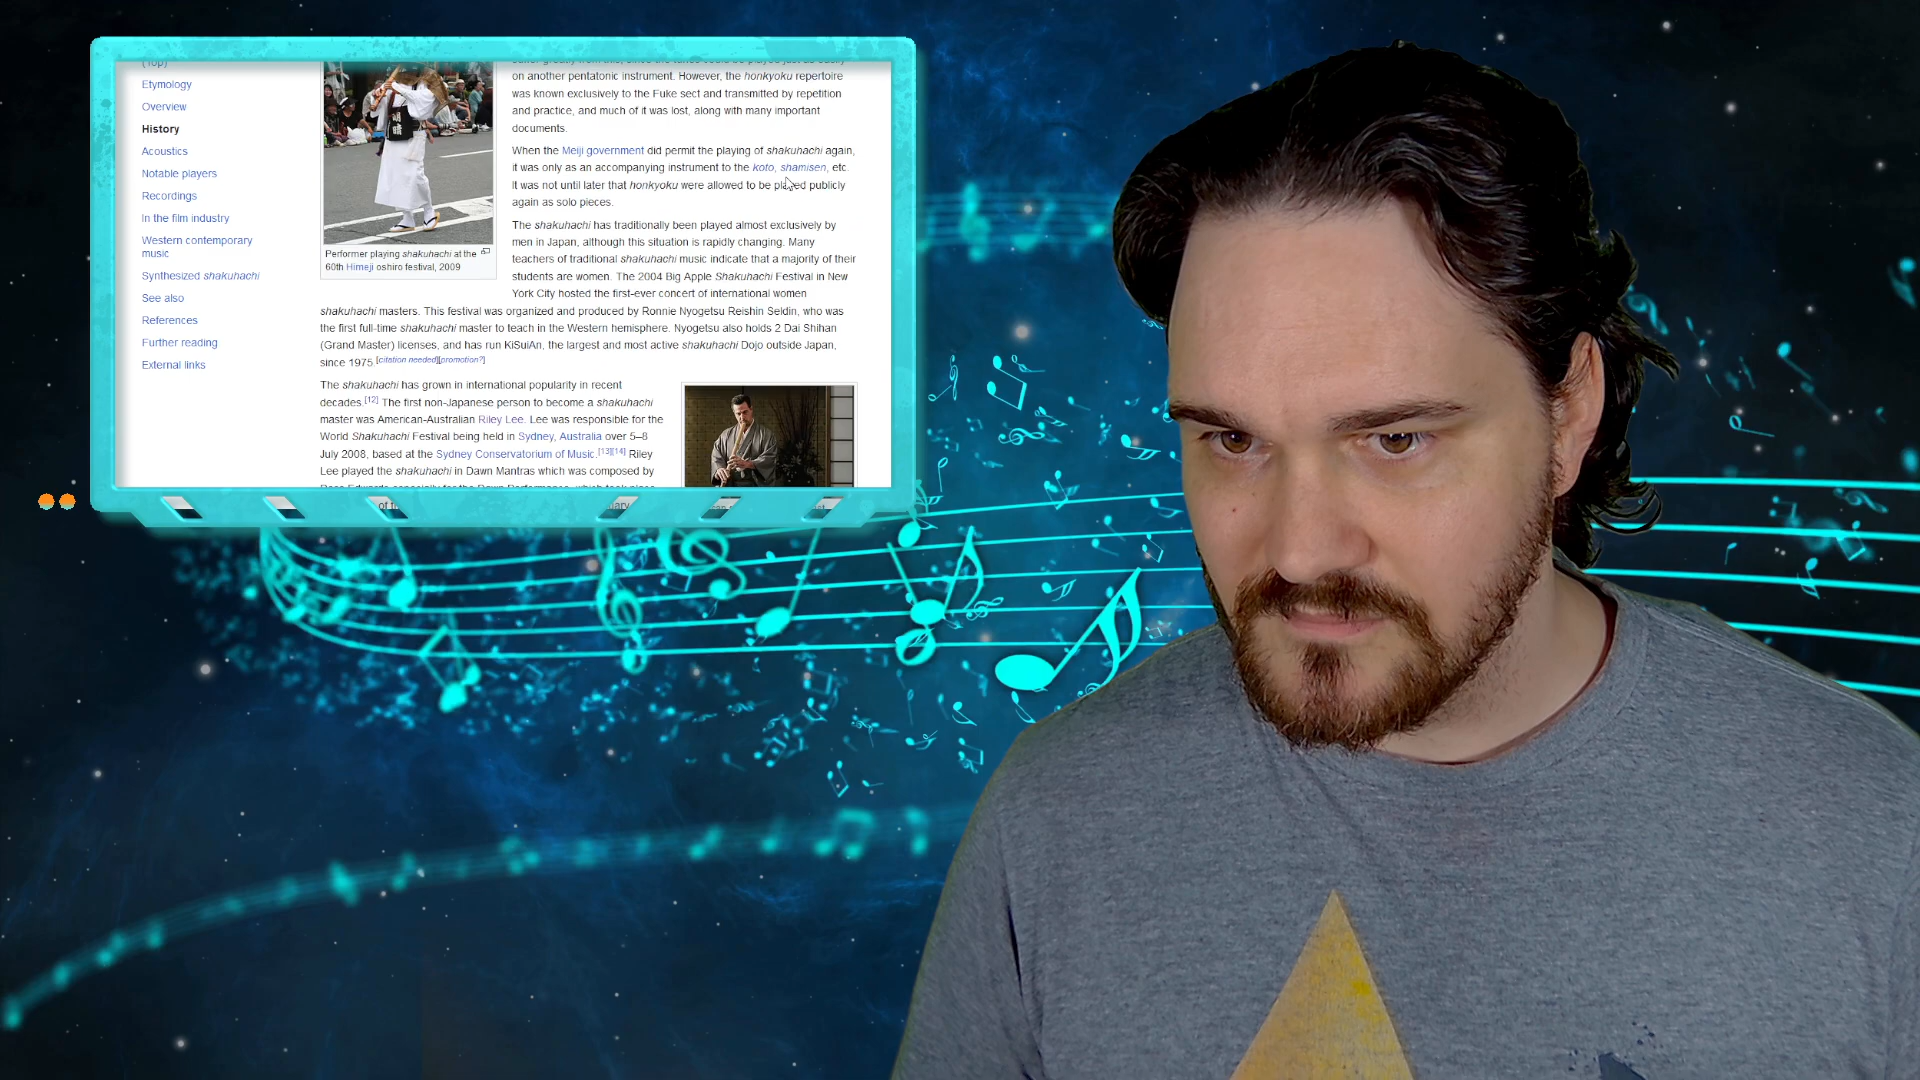 (Top)
Etymology
Overview
History
Acoustics
Notable players
Recordings
In the film industry
Western contemporary
music
Synthesized shakuhachi
See also
References
Further reading
External links
Performer playing shakuhachi at the
60th Himeji oshiro festival, 2009
on another pentatonic instrument. However, the honkyoku repertoire
was known exclusively to the Fuke sect and transmitted by repetition
and practice, and much of it was lost, along with many important
documents.
When the Meiji government did permit the playing of shakuhachi again,
it was only as an accompanying instrument to the koto, shamisen, etc.
It was not until later that honkyoku were allowed to be played publicly
again as solo pieces.
The shakuhachi has traditionally been played almost exclusively by
men in Japan, although this situation is rapidly changing. Many
teachers of traditional shakuhachi music indicate that a majority of their
students are women. The 2004 Big Apple Shakuhachi Festival in New
York City hosted the first-ever concert of international women
shakuhachi masters. This festival was organized and produced by Ronnie Nyogetsu Reishin Seldin, who was
the first full-time shakuhachi master to teach in the Western hemisphere. Nyogetsu also holds 2 Dai Shihan
(Grand Master) licenses, and has run KiSuiAn, the largest and most active shakuhachi Dojo outside Japan,
since 1975.[citation needed][promotion?]
The shakuhachi has grown in international popularity in recent
decades.[12] The first non-Japanese person to become a shakuhachi
master was American-Australian Riley Lee. Lee was responsible for the
World Shakuhachi Festival being held in Sydney, Australia over 5–8
July 2008, based at the Sydney Conservatorium of Music.[13][14] Riley
Lee played the shakuhachi in Dawn Mantras which was composed by